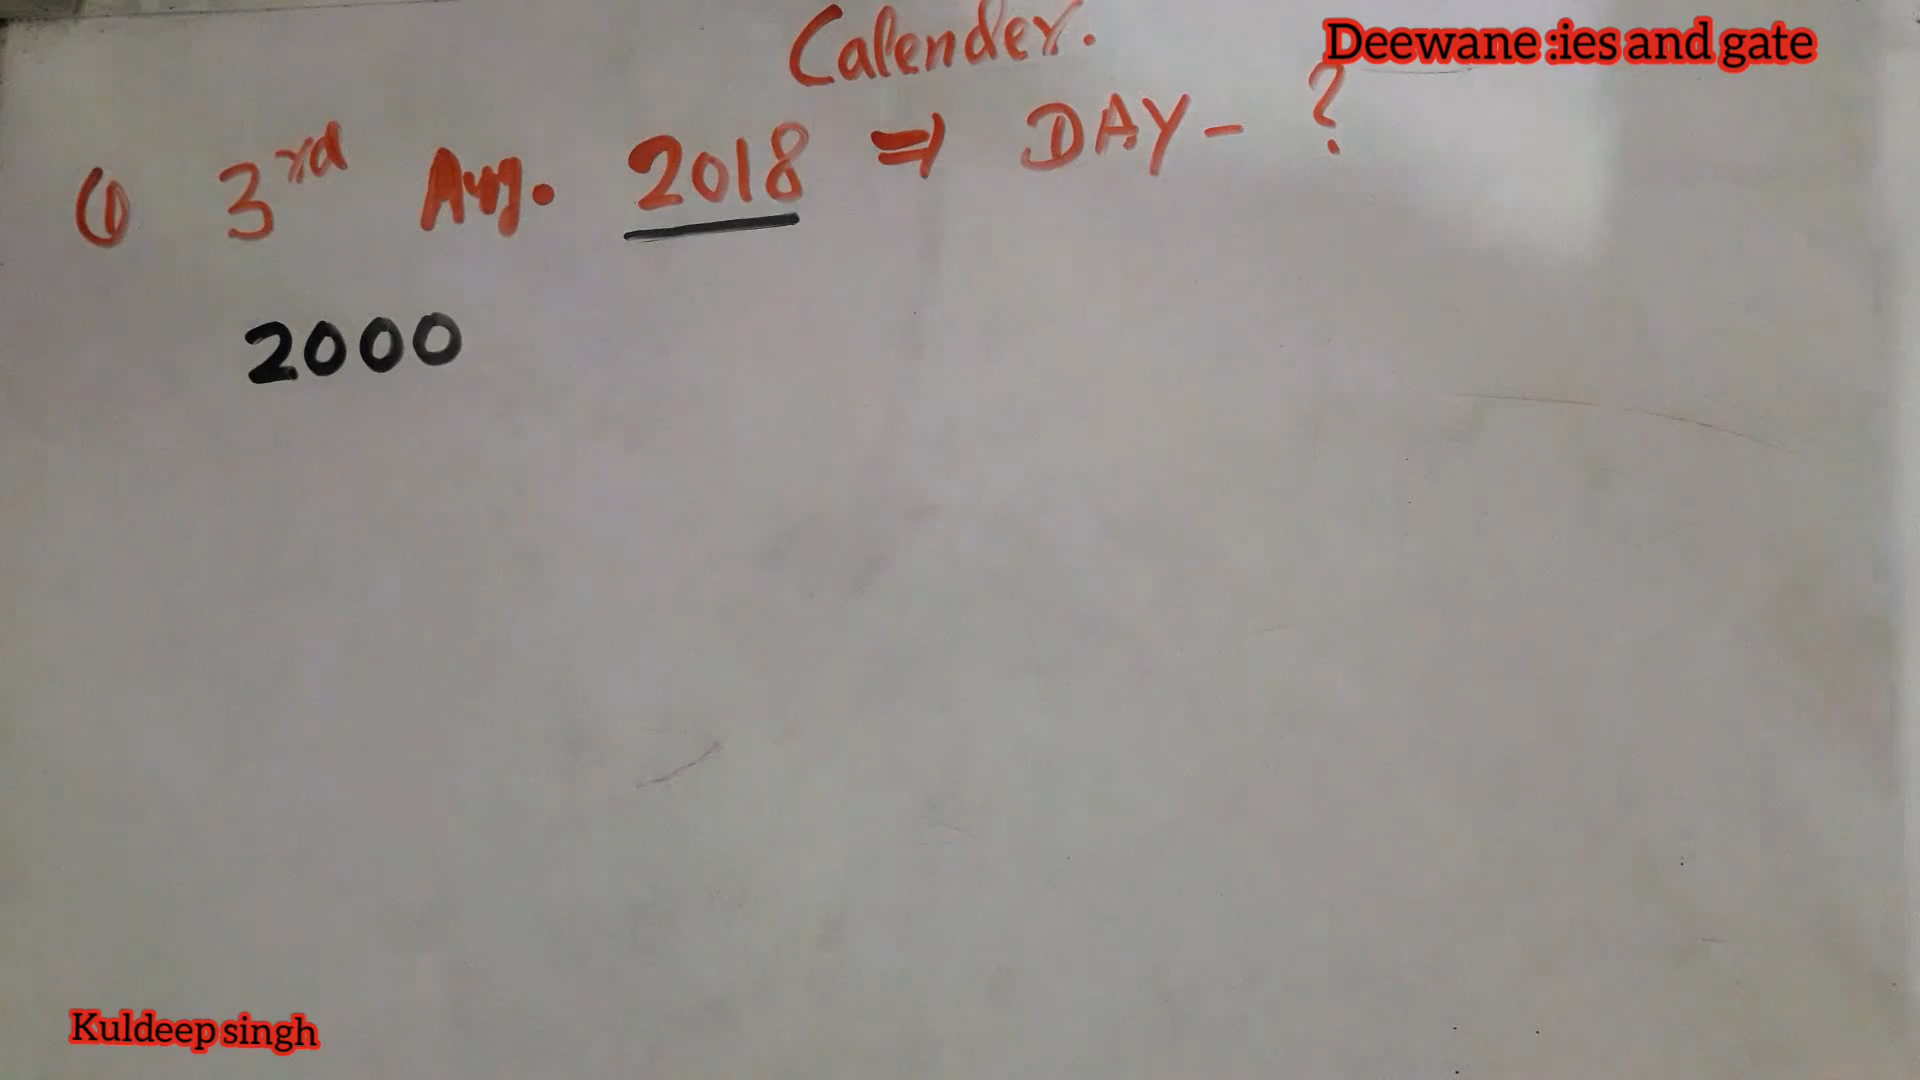 Calender.
Deewane :ies and gate
(1) 3rd Aug. 2018 ⇒ DAY - ?
2000
Kuldeep singh